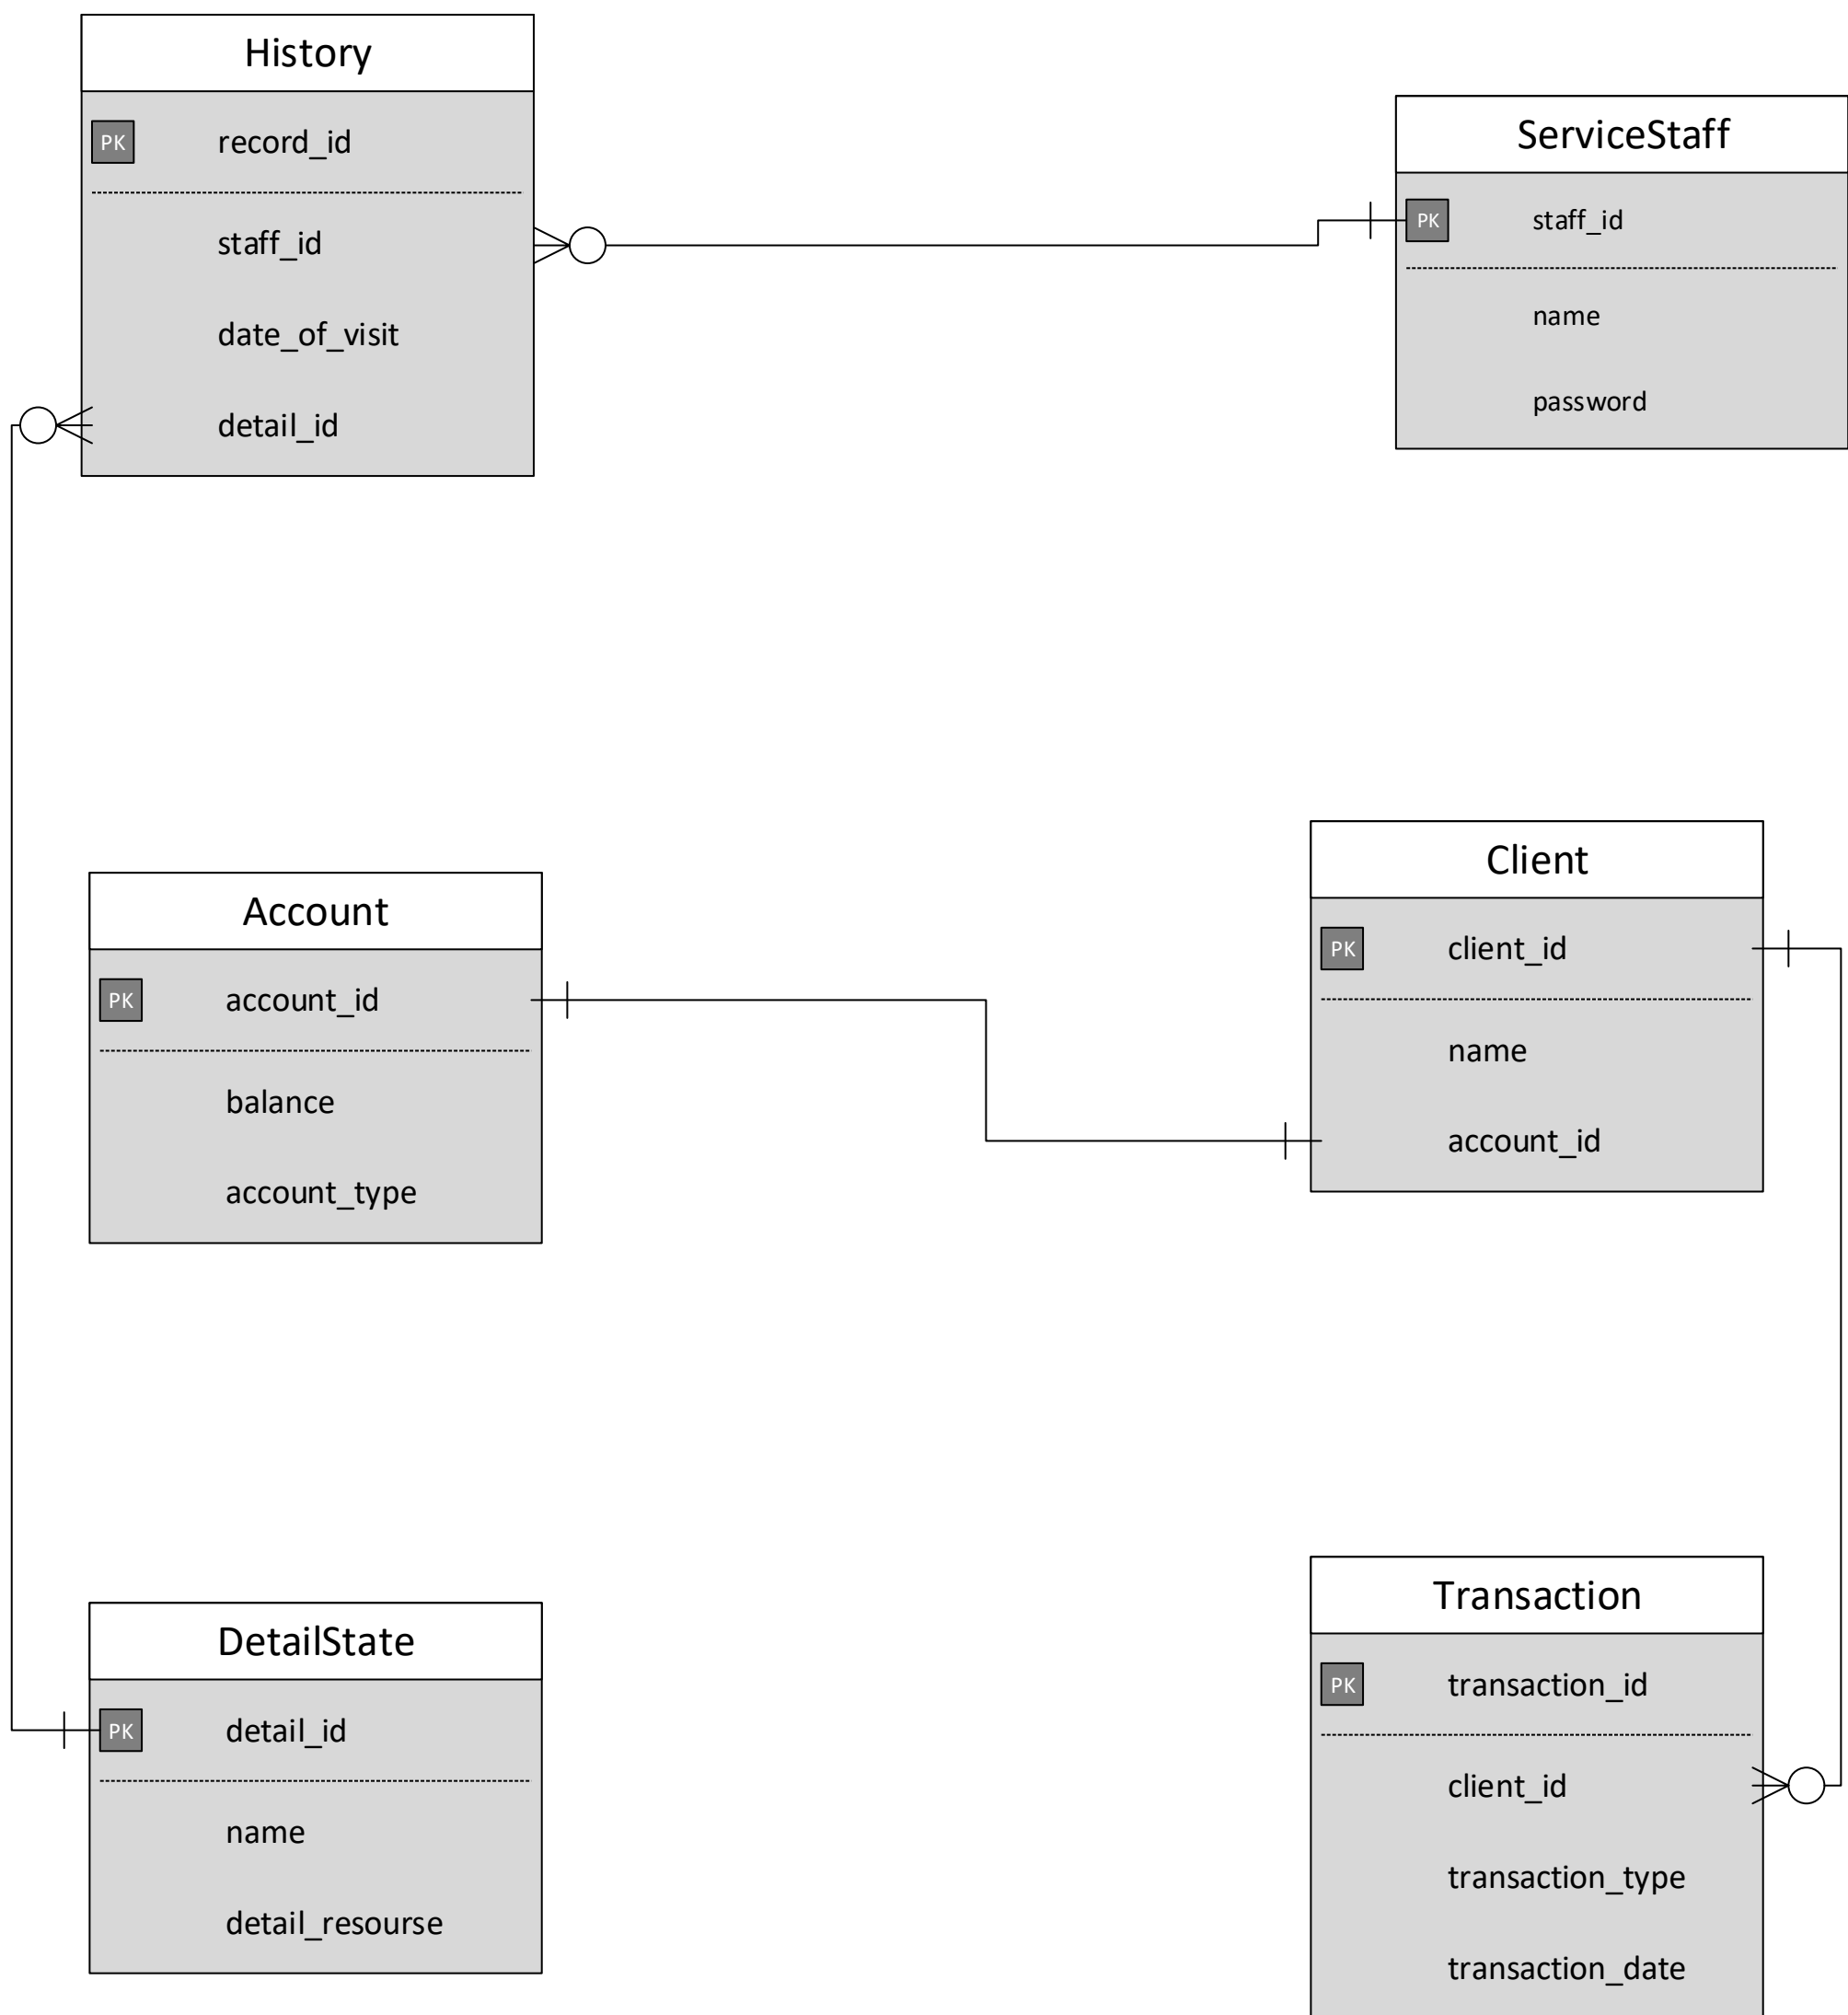 History
PK record_id
staff_id
date_of_visit
detail_id
ServiceStaff
PK staff_id
name
password
Account
PK account_id
balance
account_type
Client
PK client_id
name
account_id
DetailState
PK detail_id
name
detail_resourse
Transaction
PK transaction_id
client_id
transaction_type
transaction_date